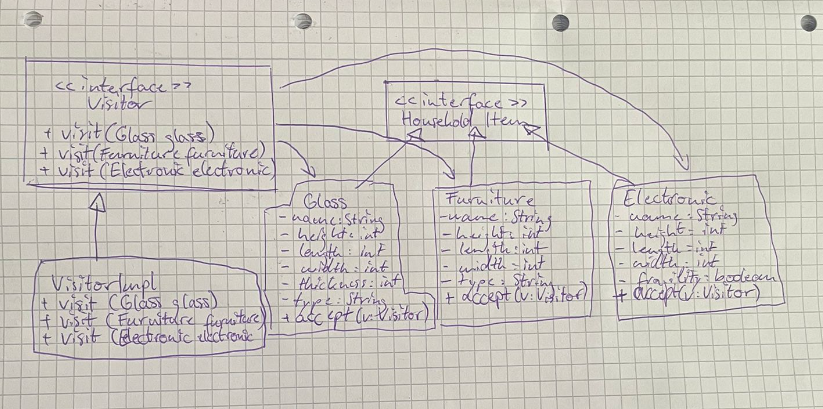 <<interface>>
Visitor
+ visit(Glass glass)
+ visit(Furniture furniture)
+ visit(Electronic electronic)
<<interface>>
Household Item
VisitorImpl
+ visit (Glass glass)
+ visit (Furniture furniture)
+ visit (Electronic electronic
Glass
- name: String
- height: int
- length: int
- width: int
- thickness: int
- type: String
+ accept(v: Visitor)
Furniture
- name: String
- height: int
- length: int
- width: int
- type: String
+ accept(v: Visitor)
Electronic
- name: String
- height: int
- length: int
- width: int
- fragility: boolean
+ accept(v: Visitor)